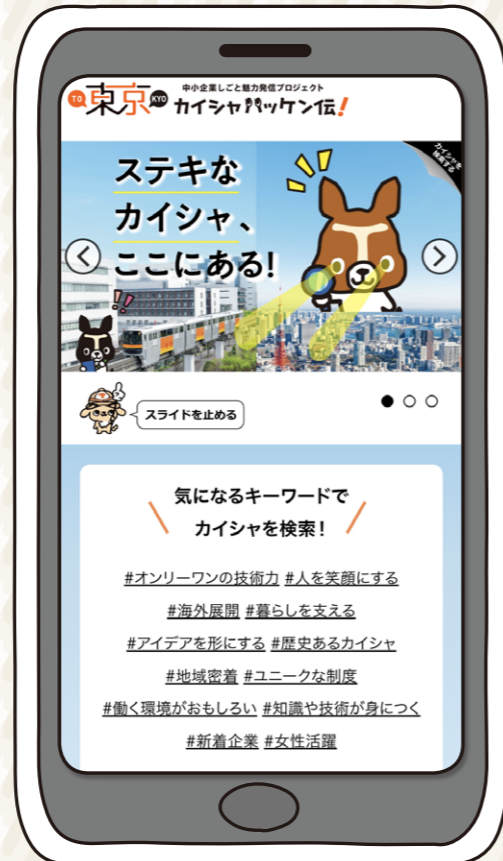 中小企業しごと魅力発信プロジェクト
TO東京KYO カイシャハッケン伝!
カイシャを
検索する
ステキな
カイシャ、
ここにある!
スライドを止める
気になるキーワードで
カイシャを検索!
#オンリーワンの技術力 #人を笑顔にする
#海外展開 #暮らしを支える
#アイデアを形にする #歴史あるカイシャ
#地域密着 #ユニークな制度
#働く環境がおもしろい #知識や技術が身につく
#新着企業 #女性活躍